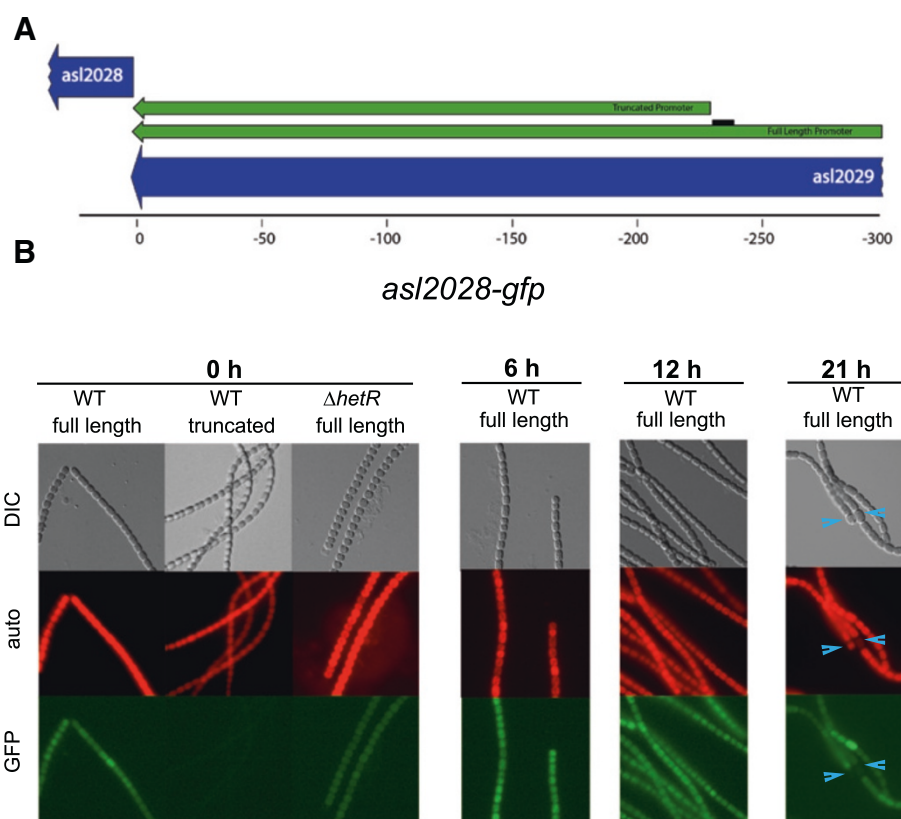 A
asl2028
Truncated Promoter
Full Length Promoter
asl2029
0 -50 -100 -150 -200 -250 -300
B
asl2028-gfp
0 h 6 h 12 h 21 h
WT WT ΔhetR WT WT WT
full length truncated full length full length full length full length
DIC
auto
GFP